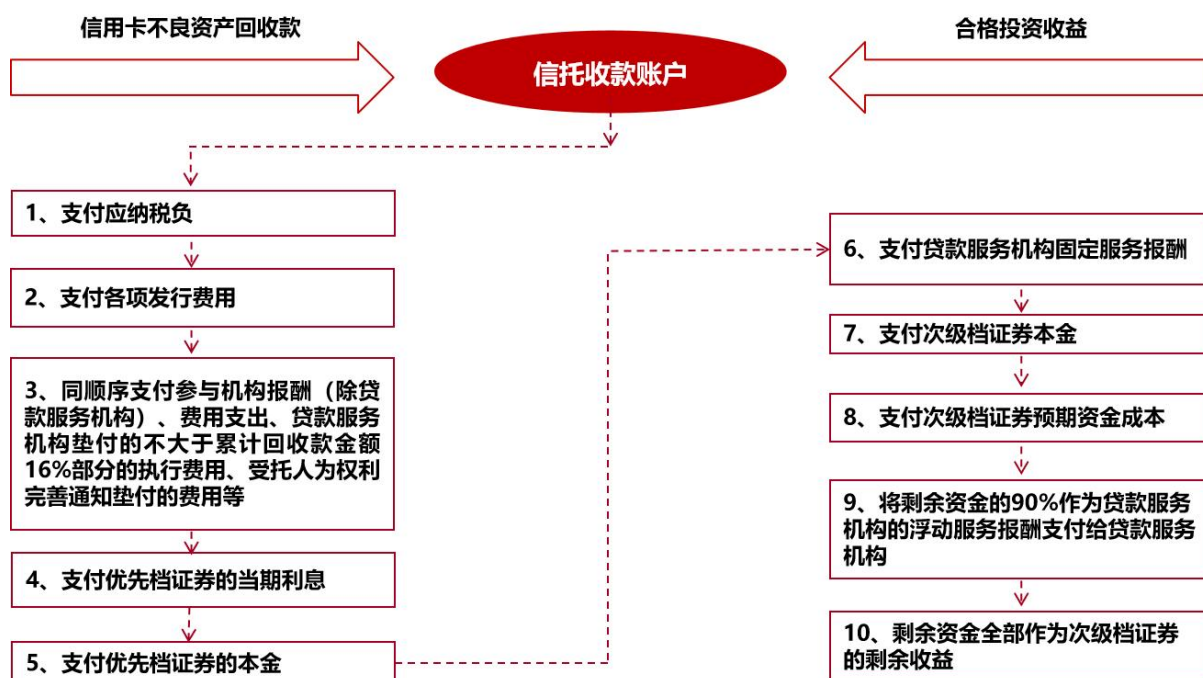 信用卡不良资产回收款
信托收款账户
合格投资收益
1、支付应纳税负
2、支付各项发行费用
3、同顺序支付参与机构报酬（除贷
款服务机构）、费用支出、贷款服务
机构垫付的不大于累计回收款金额
16%部分的执行费用、受托人为权利
完善通知垫付的费用等
4、支付优先档证券的当期利息
5、支付优先档证券的本金
6、支付贷款服务机构固定服务报酬
7、支付次级档证券本金
8、支付次级档证券预期资金成本
9、将剩余资金的90%作为贷款服务
机构的浮动服务报酬支付给贷款服务
机构
10、剩余资金全部作为次级档证券
的剩余收益